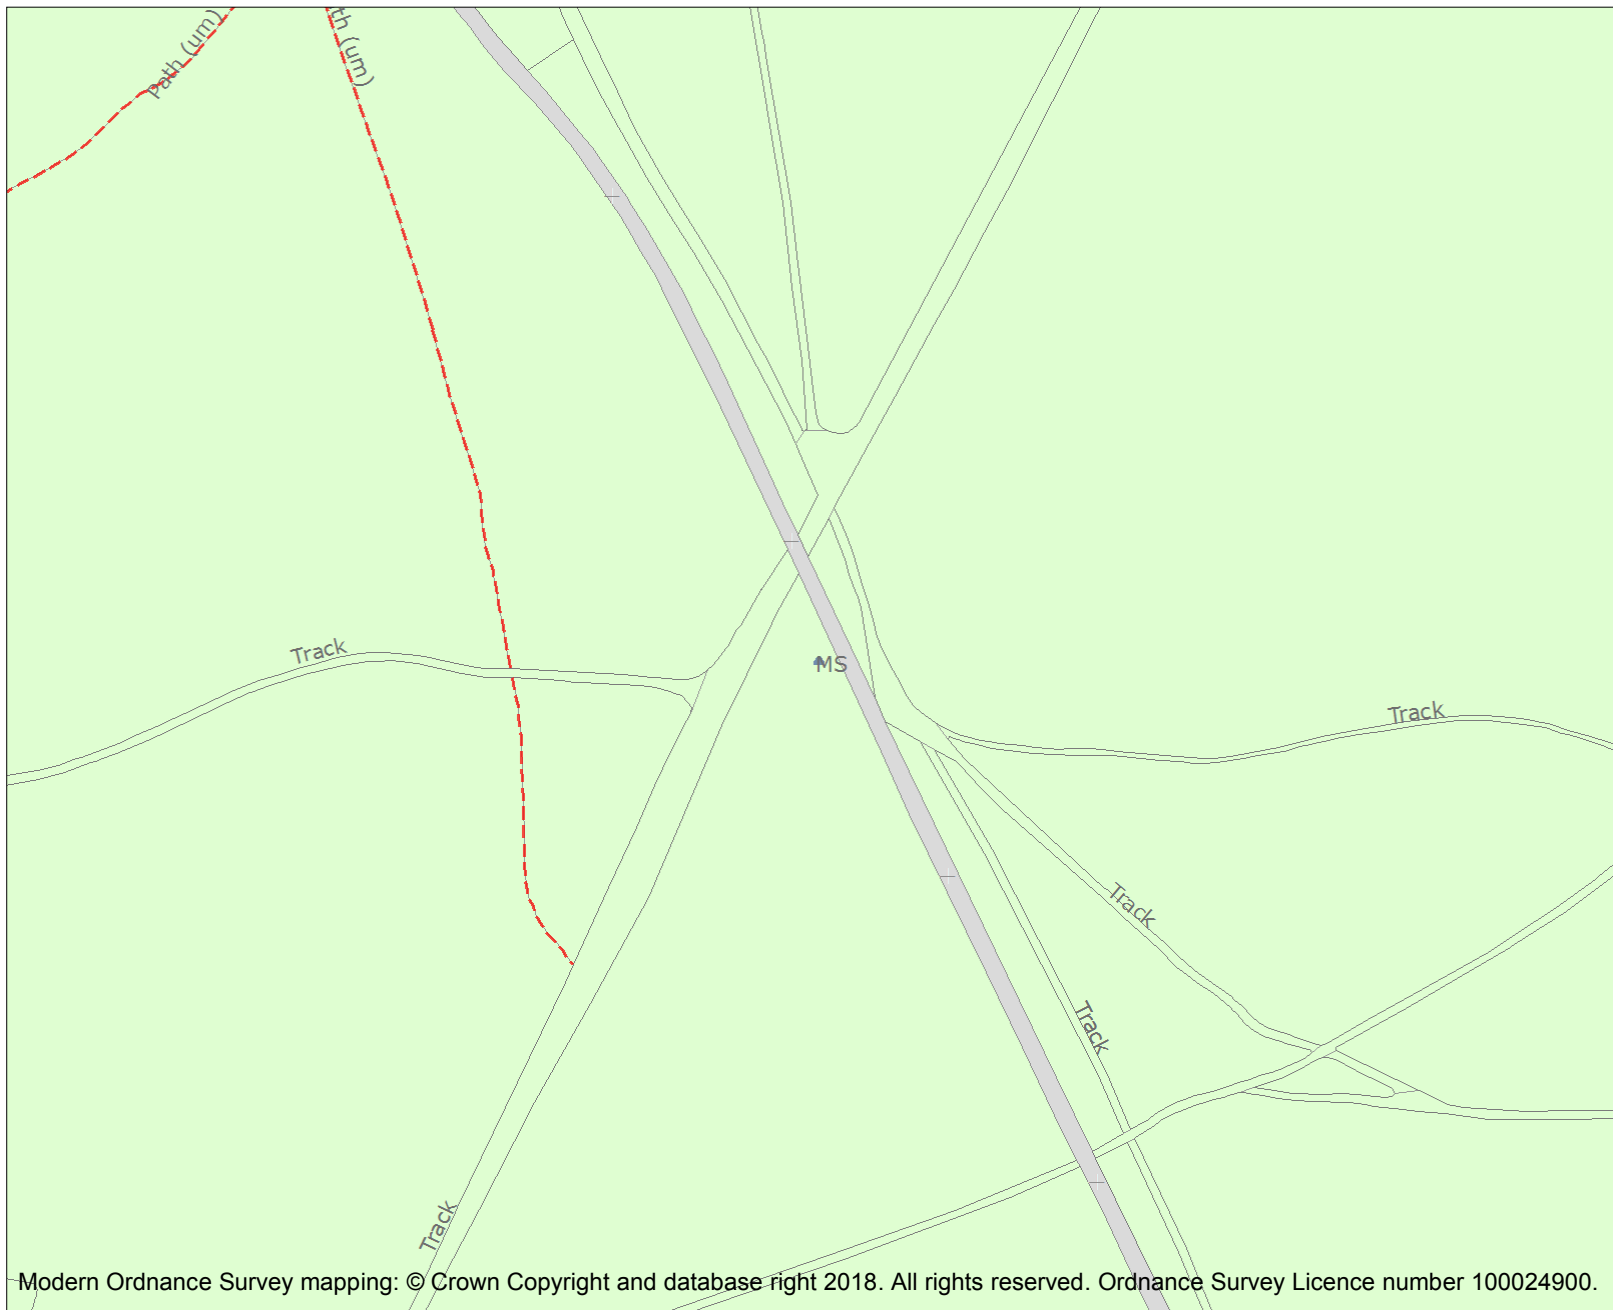 Path (um)
th (um)
Track
MS
Track
Track
Track
Track
Modern Ordnance Survey mapping: © Crown Copyright and database right 2018. All rights reserved. Ordnance Survey Licence number 100024900.